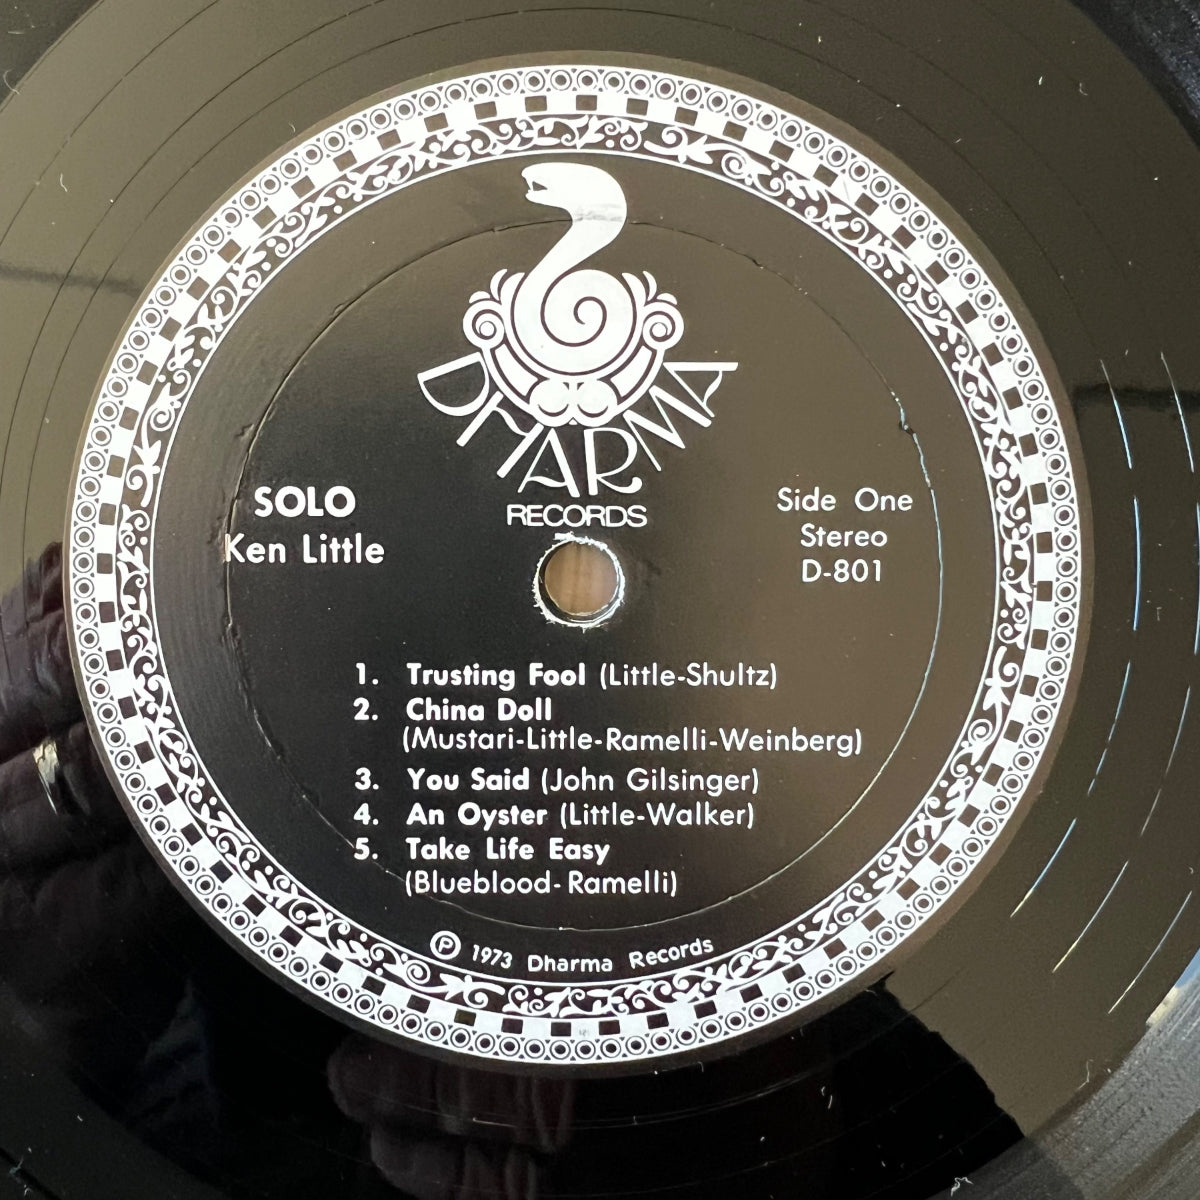 DHARMA
RECORDS
SOLO
Ken Little
Side One
Stereo
D-801
1. Trusting Fool (Little-Shultz)
2. China Doll
(Mustari-Little-Ramelli-Weinberg)
3. You Said (John Gilsinger)
4. An Oyster (Little-Walker)
5. Take Life Easy
(Blueblood-Ramelli)
Ⓟ 1973 Dharma Records